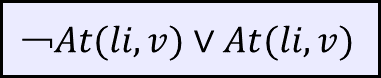 ¬At(li, v) ∨ At(li, v)